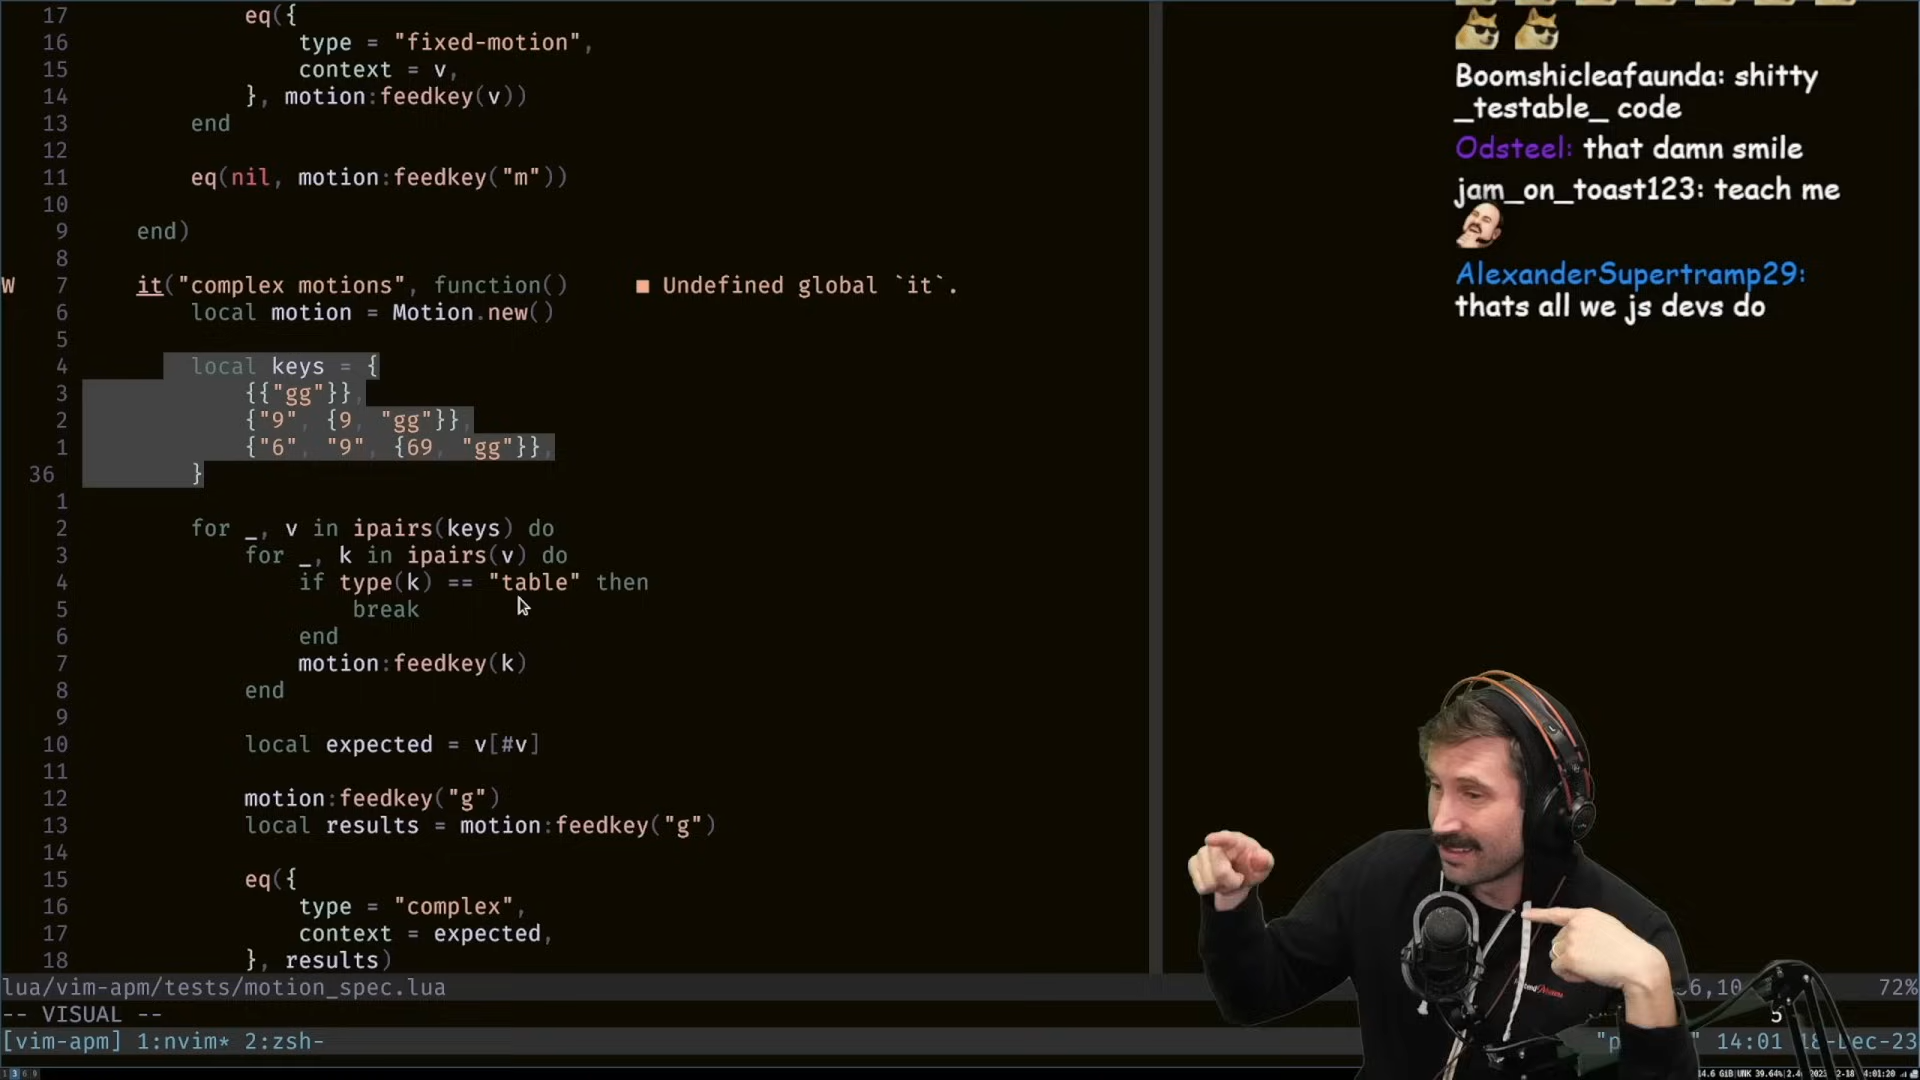 17 eq({
16 type = "fixed-motion",
15 context = v,
14 }, motion:feedkey(v))
13 end
12
11 eq(nil, motion:feedkey("m"))
10
9 end)
8
W 7 it("complex motions", function() ■ Undefined global `it`.
6 local motion = Motion.new()
5
4 local keys = {
3 {{"gg"}},
2 {"9", {9, "gg"}},
1 {"6", "9", {69, "gg"}},
36 }
1
2 for _, v in ipairs(keys) do
3 for _, k in ipairs(v) do
4 if type(k) == "table" then
5 break
6 end
7 motion:feedkey(k)
8 end
9
10 local expected = v[#v]
11
12 motion:feedkey("g")
13 local results = motion:feedkey("g")
14
15 eq({
16 type = "complex",
17 context = expected,
18 }, results)
lua/vim-apm/tests/motion_spec.lua 36,10 72%
-- VISUAL -- 5
[vim-apm] 1:nvim* 2:zsh- 14:01 18-Dec-23
Boomshicleafaunda: shitty
_testable_ code
Odsteel: that damn smile
jam_on_toast123: teach me
AlexanderSupertramp29:
thats all we js devs do